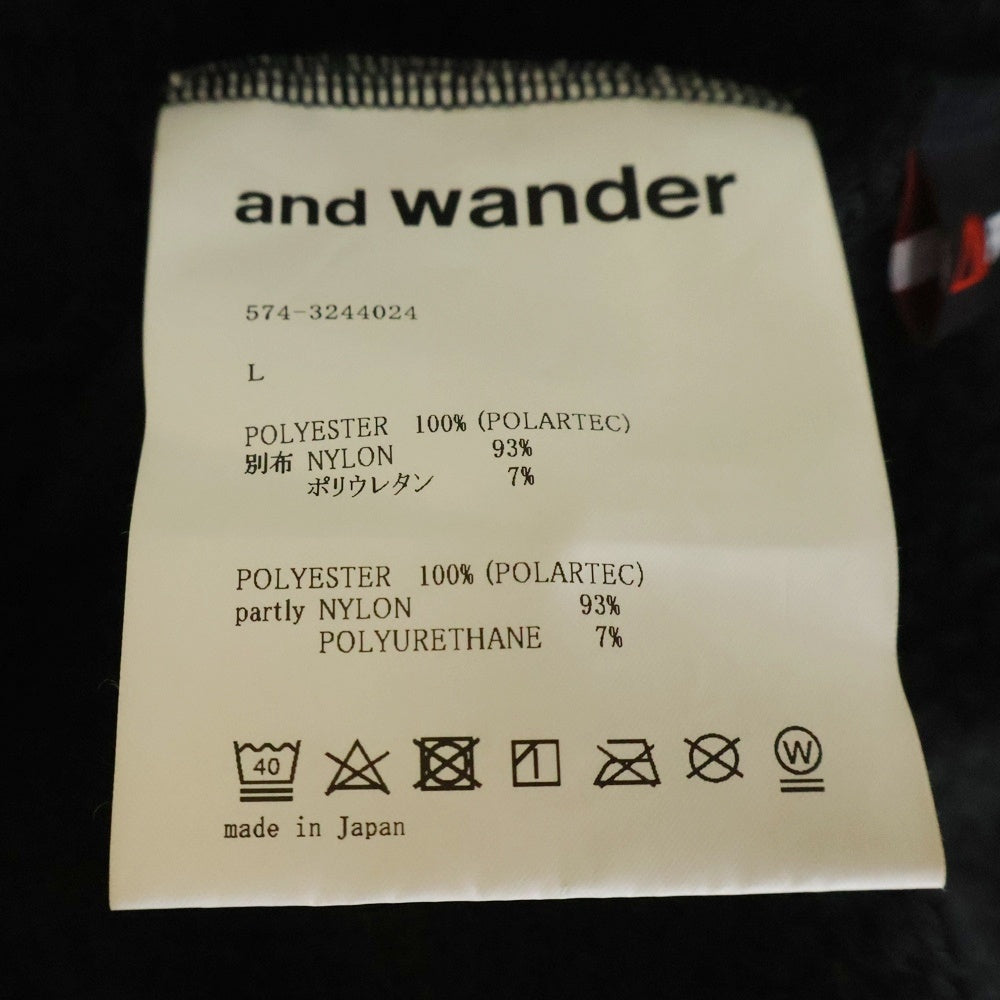 and wander
574-3244024
L
POLYESTER 100% (POLARTEC)
別布 NYLON 93%
ポリウレタン 7%
POLYESTER 100% (POLARTEC)
partly NYLON 93%
POLYURETHANE 7%
40
W
made in Japan